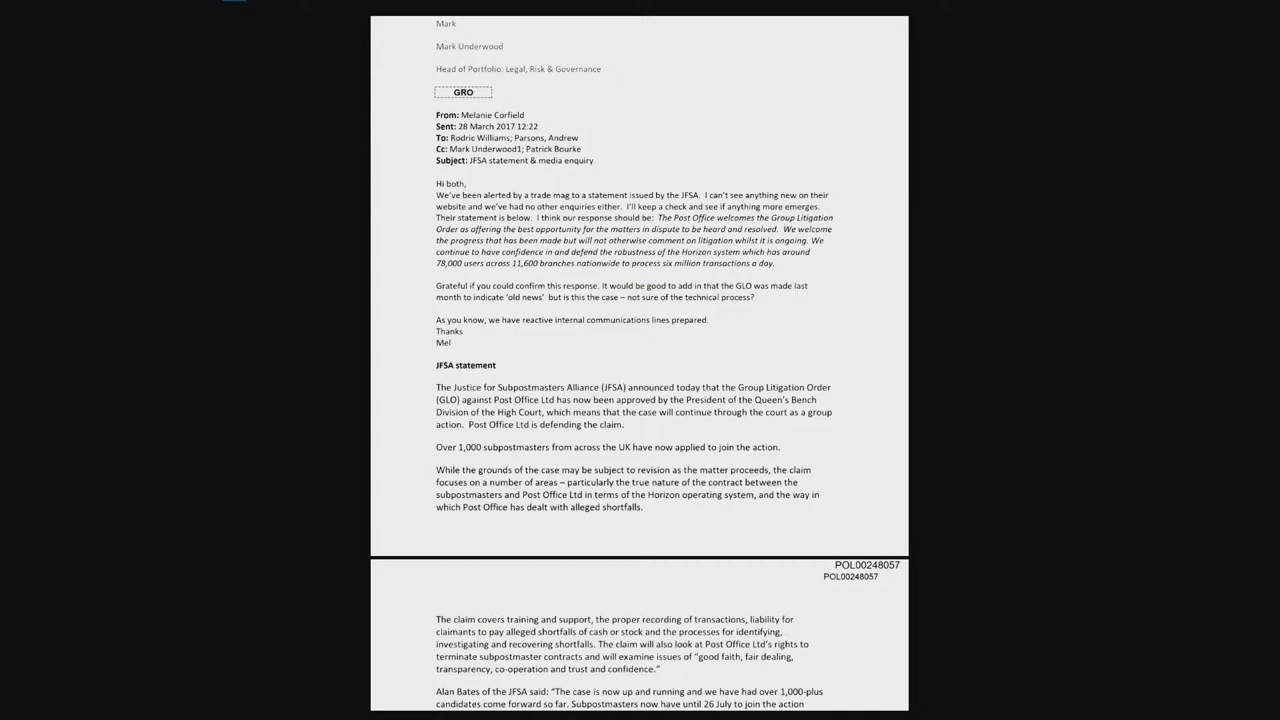 Mark
Mark Underwood
Head of Portfolio: Legal, Risk & Governance
GRO
From: Melanie Corfield
Sent: 28 March 2017 12:22
To: Rodric Williams; Parsons, Andrew
Cc: Mark Underwood1; Patrick Bourke
Subject: JFSA statement & media enquiry
Hi both,
We've been alerted by a trade mag to a statement issued by the JFSA.  I can't see anything new on their
website and we've had no other enquiries either.  I'll keep a check and see if anything more emerges.
Their statement is below.  I think our response should be:  The Post Office welcomes the Group Litigation
Order as offering the best opportunity for the matters in dispute to be heard and resolved.  We welcome
the progress that has been made but will not otherwise comment on litigation whilst it is ongoing. We
continue to have confidence in and defend the robustness of the Horizon system which has around
78,000 users across 11,600 branches nationwide to process six million transactions a day.
Grateful if you could confirm this response. It would be good to add in that the GLO was made last
month to indicate 'old news'  but is this the case – not sure of the technical process?
As you know, we have reactive internal communications lines prepared.
Thanks
Mel
JFSA statement
The Justice for Subpostmasters Alliance (JFSA) announced today that the Group Litigation Order
(GLO) against Post Office Ltd has now been approved by the President of the Queen's Bench
Division of the High Court, which means that the case will continue through the court as a group
action.  Post Office Ltd is defending the claim.
Over 1,000 subpostmasters from across the UK have now applied to join the action.
While the grounds of the case may be subject to revision as the matter proceeds, the claim
focuses on a number of areas – particularly the true nature of the contract between the
subpostmasters and Post Office Ltd in terms of the Horizon operating system, and the way in
which Post Office has dealt with alleged shortfalls.
POL00248057
POL00248057
The claim covers training and support, the proper recording of transactions, liability for
claimants to pay alleged shortfalls of cash or stock and the processes for identifying,
investigating and recovering shortfalls. The claim will also look at Post Office Ltd's rights to
terminate subpostmaster contracts and will examine issues of "good faith, fair dealing,
transparency, co-operation and trust and confidence."
Alan Bates of the JFSA said: "The case is now up and running and we have had over 1,000-plus
candidates come forward so far. Subpostmasters now have until 26 July to join the action